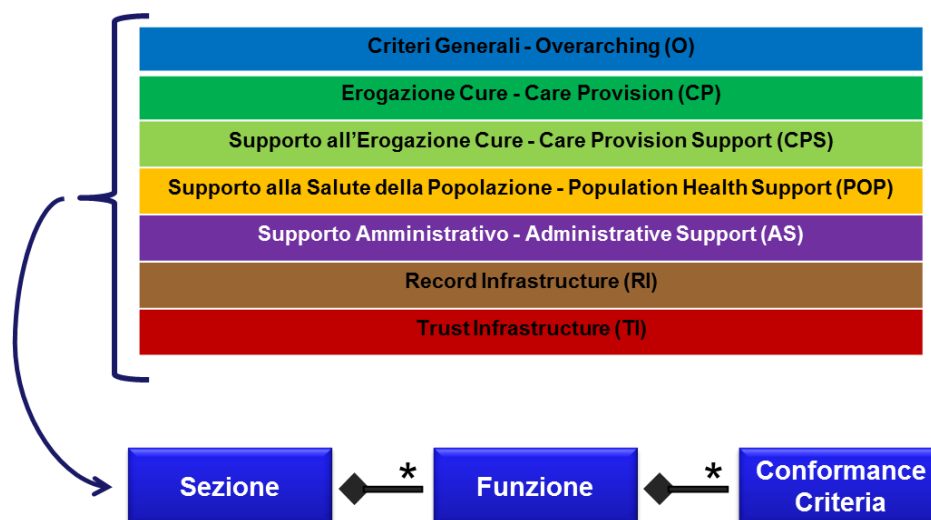 Criteri Generali - Overarching (O)
Erogazione Cure - Care Provision (CP)
Supporto all’Erogazione Cure - Care Provision Support (CPS)
Supporto alla Salute della Popolazione - Population Health Support (POP)
Supporto Amministrativo - Administrative Support (AS)
Record Infrastructure (RI)
Trust Infrastructure (TI)
Sezione
*
Funzione
*
Conformance
Criteria